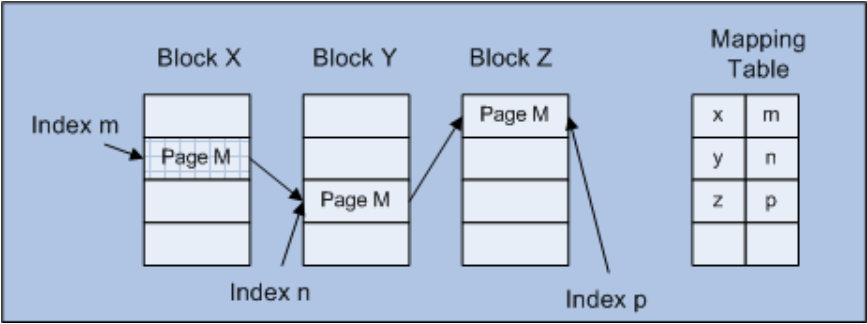 Block X
Block Y
Block Z
Mapping
Table
Index m
Page M
Page M
Page M
x m
y n
z p
Index n
Index p